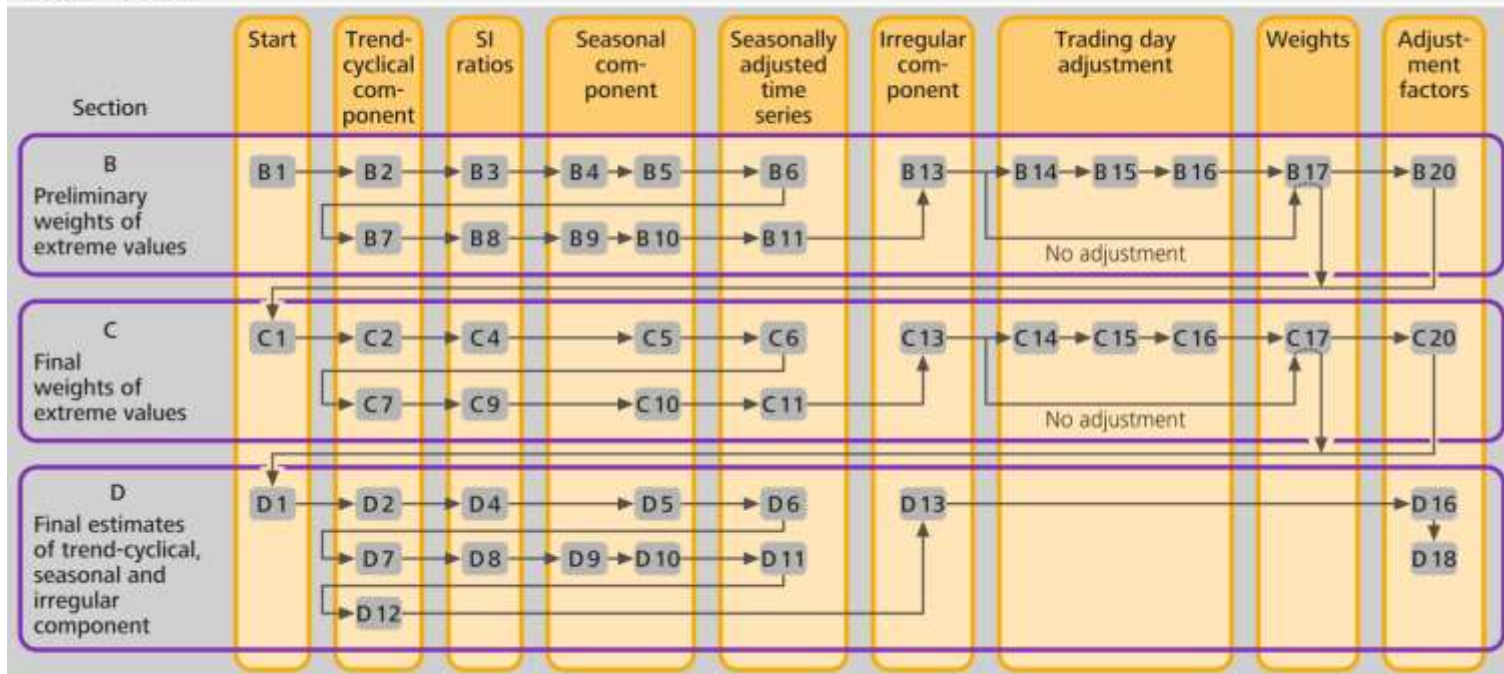 Start
Trend-
cyclical
com-
ponent
SI
ratios
Seasonal
com-
ponent
Seasonally
adjusted
time
series
Irregular
com-
ponent
Trading day
adjustment
Weights
Adjust-
ment
factors
Section
B
Preliminary
weights of
extreme values
B 1 B 2 B 3 B 4 B 5 B 6 B 13 B 14 B 15 B 16 B 17 B 20
B 7 B 8 B 9 B 10 B 11
No adjustment
C
Final
weights of
extreme values
C 1 C 2 C 4 C 5 C 6 C 13 C 14 C 15 C 16 C 17 C 20
C 7 C 9 C 10 C 11
No adjustment
D
Final estimates
of trend-cyclical,
seasonal and
irregular
component
D 1 D 2 D 4 D 5 D 6 D 13 D 16
D 7 D 8 D 9 D 10 D 11 D 18
D 12